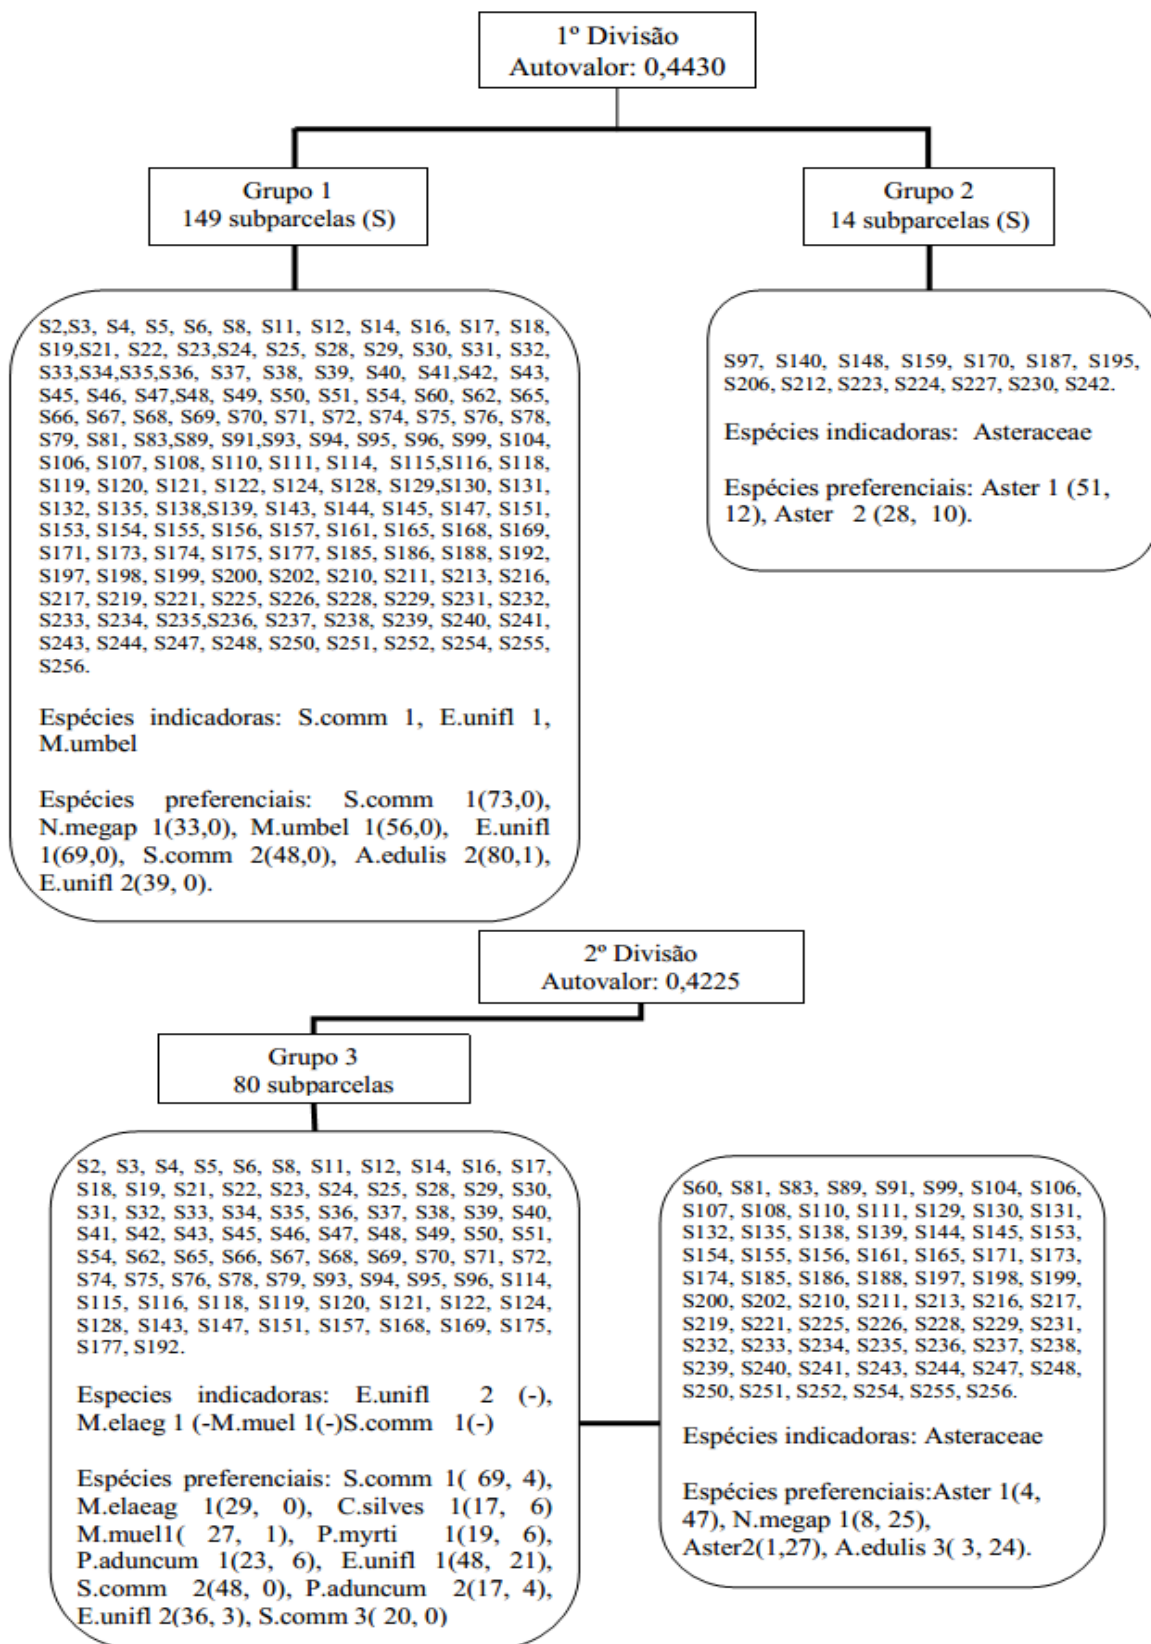 1º Divisão
Autovalor: 0,4430
Grupo 1
149 subparcelas (S)
Grupo 2
14 subparcelas (S)
S2,S3, S4, S5, S6, S8, S11, S12, S14, S16, S17, S18,
S19,S21, S22, S23,S24, S25, S28, S29, S30, S31, S32,
S33,S34,S35,S36, S37, S38, S39, S40, S41,S42, S43,
S45, S46, S47,S48, S49, S50, S51, S54, S60, S62, S65,
S66, S67, S68, S69, S70, S71, S72, S74, S75, S76, S78,
S79, S81, S83,S89, S91,S93, S94, S95, S96, S99, S104,
S106, S107, S108, S110, S111, S114, S115,S116, S118,
S119, S120, S121, S122, S124, S128, S129,S130, S131,
S132, S135, S138,S139, S143, S144, S145, S147, S151,
S153, S154, S155, S156, S157, S161, S165, S168, S169,
S171, S173, S174, S175, S177, S185, S186, S188, S192,
S197, S198, S199, S200, S202, S210, S211, S213, S216,
S217, S219, S221, S225, S226, S228, S229, S231, S232,
S233, S234, S235,S236, S237, S238, S239, S240, S241,
S243, S244, S247, S248, S250, S251, S252, S254, S255,
S256.
Espécies indicadoras: S.comm 1, E.unifl 1,
M.umbel
Espécies preferenciais: S.comm 1(73,0),
N.megap 1(33,0), M.umbel 1(56,0), E.unifl
1(69,0), S.comm 2(48,0), A.edulis 2(80,1),
E.unifl 2(39, 0).
S97, S140, S148, S159, S170, S187, S195,
S206, S212, S223, S224, S227, S230, S242.
Espécies indicadoras: Asteraceae
Espécies preferenciais: Aster 1 (51,
12), Aster 2 (28, 10).
2º Divisão
Autovalor: 0,4225
Grupo 3
80 subparcelas
S2, S3, S4, S5, S6, S8, S11, S12, S14, S16, S17,
S18, S19, S21, S22, S23, S24, S25, S28, S29, S30,
S31, S32, S33, S34, S35, S36, S37, S38, S39, S40,
S41, S42, S43, S45, S46, S47, S48, S49, S50, S51,
S54, S62, S65, S66, S67, S68, S69, S70, S71, S72,
S74, S75, S76, S78, S79, S93, S94, S95, S96, S114,
S115, S116, S118, S119, S120, S121, S122, S124,
S128, S143, S147, S151, S157, S168, S169, S175,
S177, S192.
Especies indicadoras: E.unifl 2 (-),
M.elaeg 1 (-M.muel 1(-)S.comm 1(-)
Espécies preferenciais: S.comm 1( 69, 4),
M.elaeag 1(29, 0), C.silves 1(17, 6)
M.muel1( 27, 1), P.myrti 1(19, 6),
P.aduncum 1(23, 6), E.unifl 1(48, 21),
S.comm 2(48, 0), P.aduncum 2(17, 4),
E.unifl 2(36, 3), S.comm 3( 20, 0)
S60, S81, S83, S89, S91, S99, S104, S106,
S107, S108, S110, S111, S129, S130, S131,
S132, S135, S138, S139, S144, S145, S153,
S154, S155, S156, S161, S165, S171, S173,
S174, S185, S186, S188, S197, S198, S199,
S200, S202, S210, S211, S213, S216, S217,
S219, S221, S225, S226, S228, S229, S231,
S232, S233, S234, S235, S236, S237, S238,
S239, S240, S241, S243, S244, S247, S248,
S250, S251, S252, S254, S255, S256.
Espécies indicadoras: Asteraceae
Espécies preferenciais:Aster 1(4,
47), N.megap 1(8, 25),
Aster2(1,27), A.edulis 3( 3, 24).